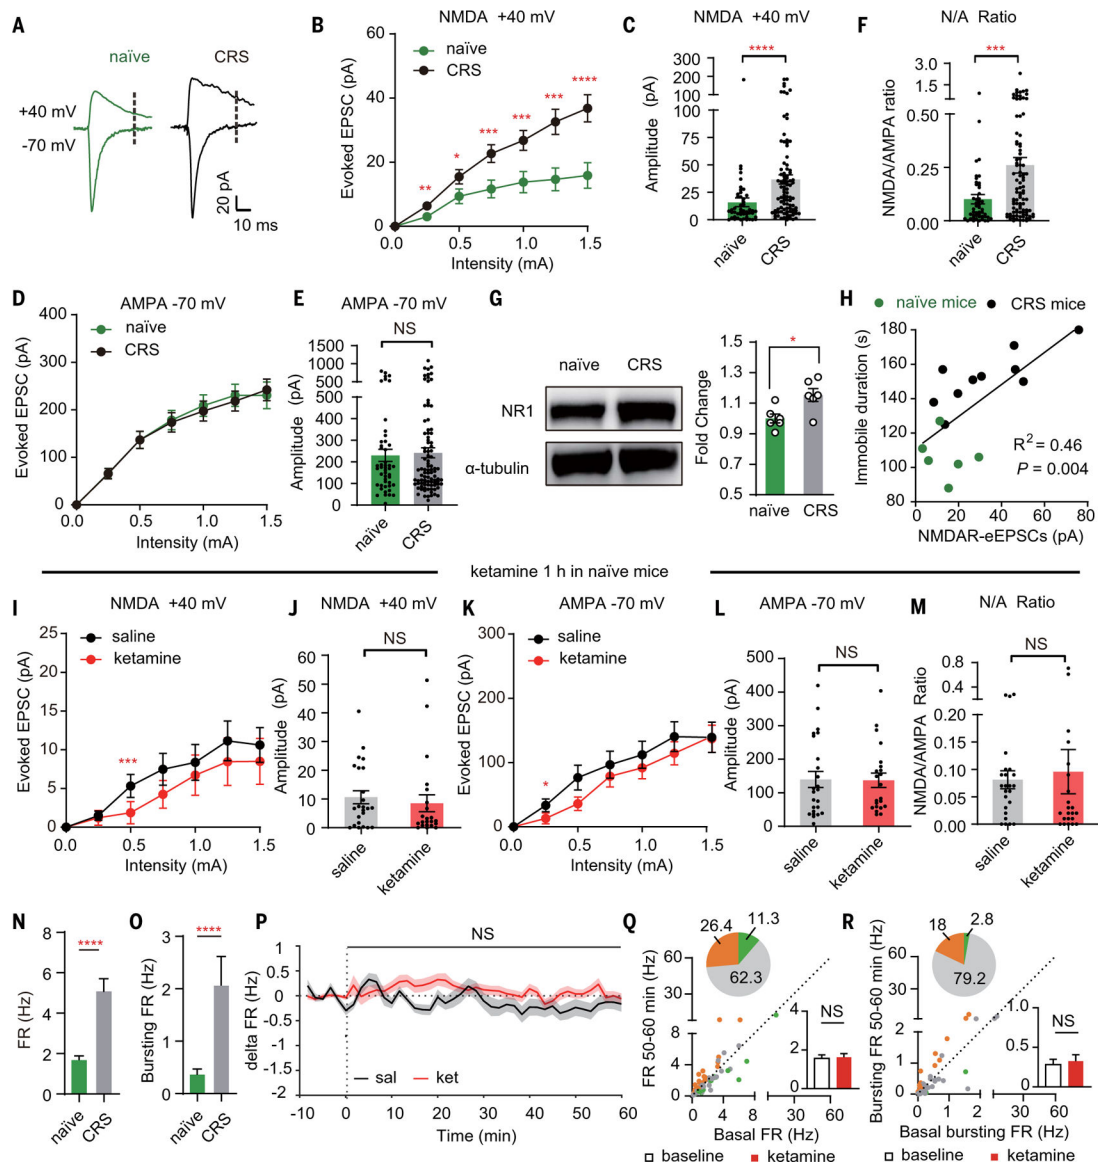 A
naïve
CRS
+40 mV
-70 mV
20 pA
10 ms
B
NMDA +40 mV
Evoked EPSC (pA)
60
40
20
0
naïve
CRS
**
*
***
***
***
****
0.0 0.5 1.0 1.5
Intensity (mA)
C
NMDA +40 mV
****
Amplitude (pA)
300
200
100
100
75
50
25
0
naïve
CRS
F
N/A Ratio
***
NMDA/AMPA ratio
3.0
2.0
1.0
0.50
0.25
0.00
naïve
CRS
D
AMPA -70 mV
Evoked EPSC (pA)
400
300
200
100
0
naïve
CRS
0.0 0.5 1.0 1.5
Intensity (mA)
E
AMPA -70 mV
NS
Amplitude (pA)
1500
1000
500
400
300
200
100
0
naïve
CRS
G
naïve
CRS
NR1
α-tubulin
*
Fold Change
1.5
1.3
1.1
0.9
0.7
0.5
naïve
CRS
H
naïve mice
CRS mice
Immobile duration (s)
180
160
140
120
100
80
R2 = 0.46
P = 0.004
0 20 40 60 80
NMDAR-eEPSCs (pA)
ketamine 1 h in naïve mice
I
NMDA +40 mV
Evoked EPSC (pA)
25
20
15
10
5
0
saline
ketamine
***
0.0 0.5 1.0 1.5
Intensity (mA)
J
NMDA +40 mV
NS
Amplitude (pA)
60
50
40
30
20
10
0
saline
ketamine
K
AMPA -70 mV
Evoked EPSC (pA)
300
200
100
0
saline
ketamine
*
0.0 0.5 1.0 1.5
Intensity (mA)
L
AMPA -70 mV
NS
Amplitude (pA)
500
400
300
200
100
0
saline
ketamine
M
N/A Ratio
NS
NMDA/AMPA Ratio
0.8
0.4
0.20
0.15
0.10
0.05
0.00
saline
ketamine
N
****
FR (Hz)
8
6
4
2
0
naïve
CRS
O
****
Bursting FR (Hz)
3
2
1
0
naïve
CRS
P
NS
delta FR (Hz)
1
0.5
0
-0.5
-1
-1.5
-2
sal
ket
-10 0 10 20 30 40 50 60
Time (min)
Q
FR 50-60 min (Hz)
26.4
11.3
62.3
60
30
8
4
0
NS
4
2
0
0 4 8 30 60
Basal FR (Hz)
baseline
ketamine
R
Bursting FR 50-60 min (Hz)
18
2.8
79.2
60
30
2
1
0
NS
1.0
0.5
0.0
0 1 2 30 60
Basal bursting FR (Hz)
baseline
ketamine